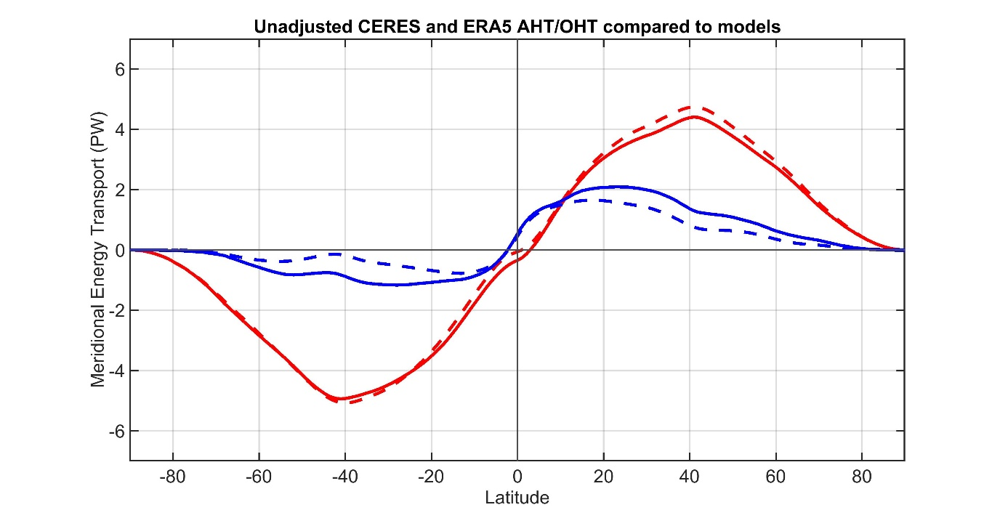 Unadjusted CERES and ERA5 AHT/OHT compared to models
Meridional Energy Transport (PW)
6
4
2
0
-2
-4
-6
-80 -60 -40 -20 0 20 40 60 80
Latitude